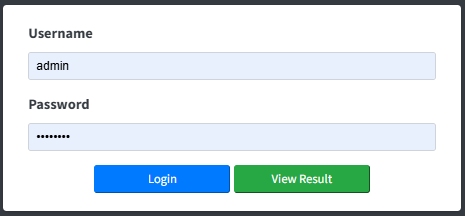 Username
admin
Password
••••••••
Login View Result